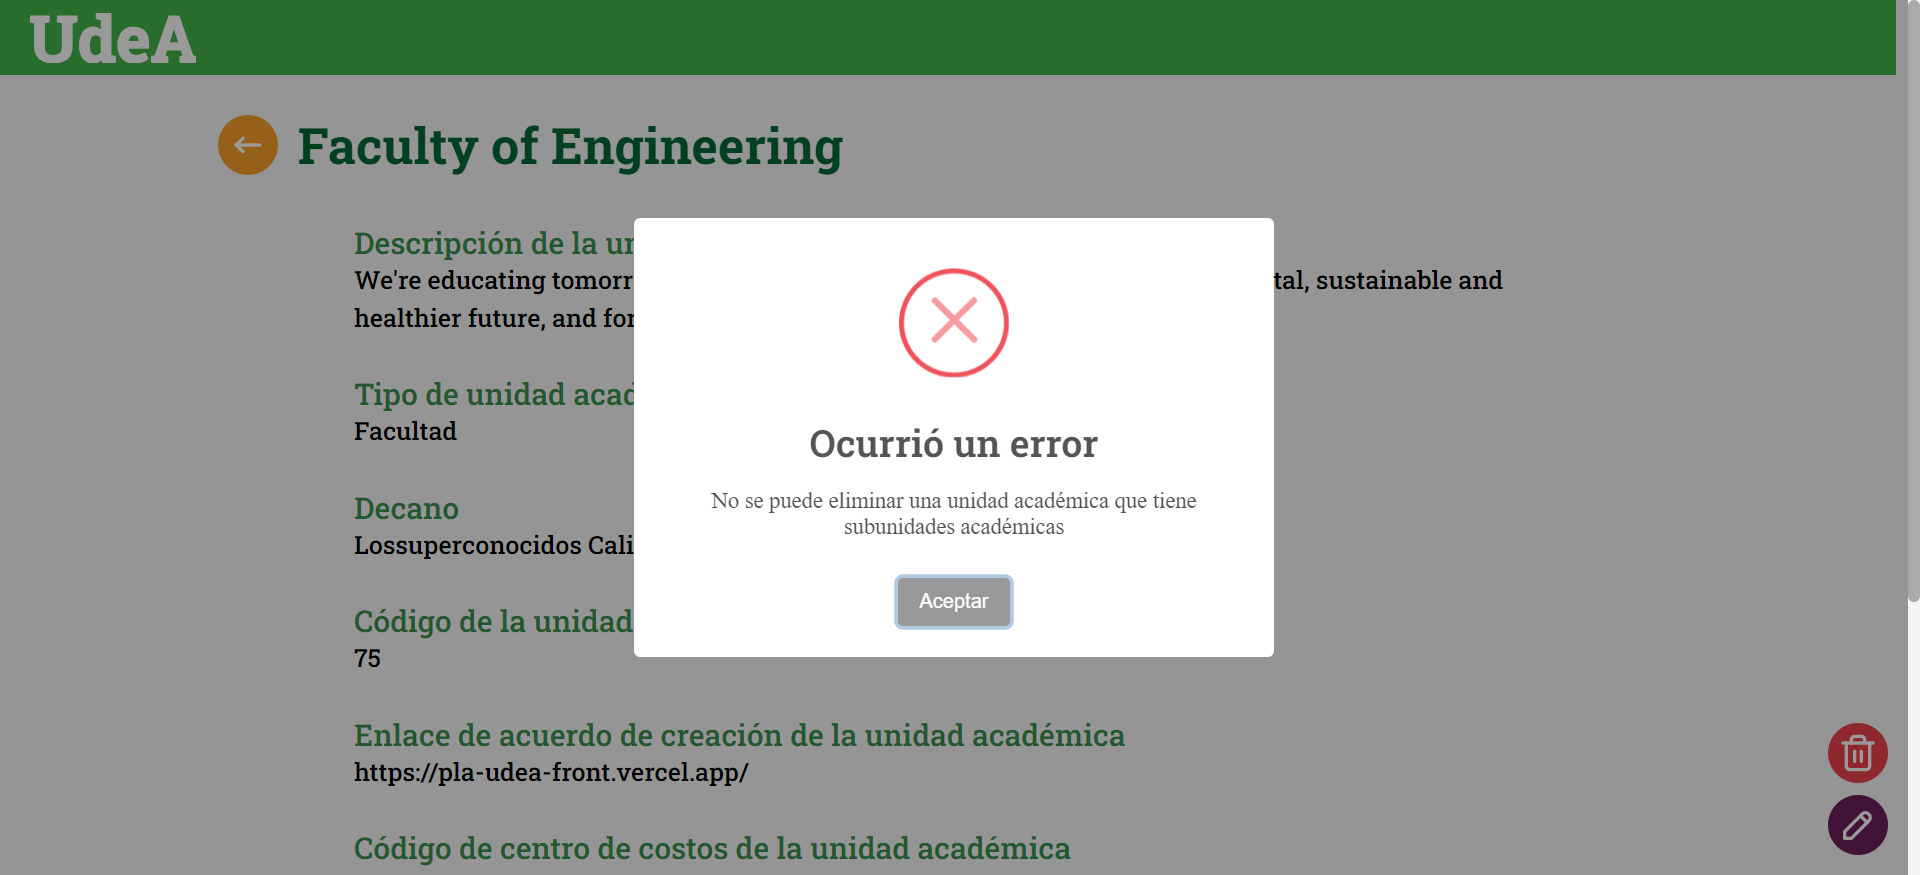 UdeA
Faculty of Engineering
Descripción de la
We're educating tomorr
tal, sustainable and
healthier future, and for
Tipo de unidad
Facultad
Decano
Lossuperconocidos Cali
Código de la unidad
75
Enlace de acuerdo de creación de la unidad académica
https://pla-udea-front.vercel.app/
Código de centro de costos de la unidad académica
Ocurrió un error
No se puede eliminar una unidad académica que tiene
subunidades académicas
Aceptar